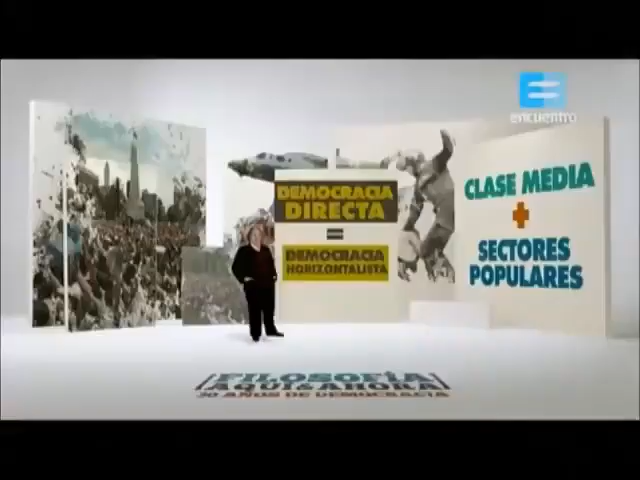 encuentro
DEMOCRACIA
DIRECTA
=
DEMOCRACIA
HORIZONTALISTA
CLASE MEDIA
+
SECTORES
POPULARES
[FILOSOFÍA
AQUÍ&AHORA]
30 AÑOS DE DEMOCRACIA